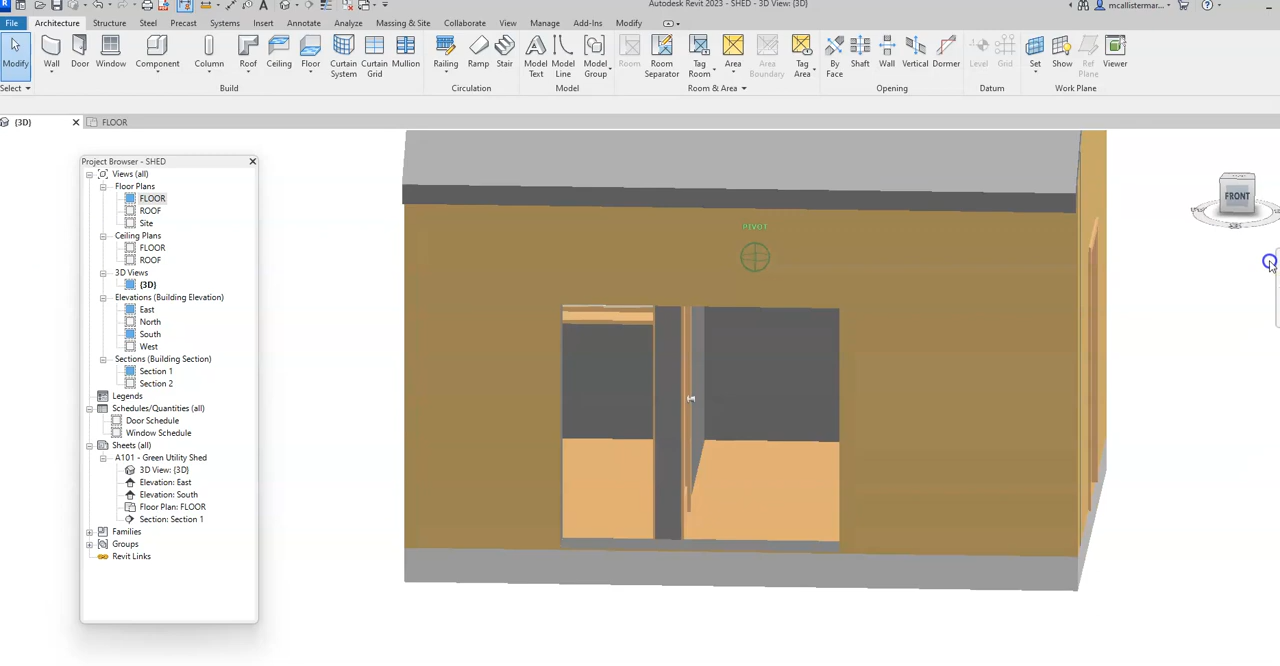 Autodesk Revit 2023 - SHED - 3D View: {3D}
mcallistermar...
File Architecture Structure Steel Precast Systems Insert Annotate Analyze Massing & Site Collaborate View Manage Add-Ins Modify
Modify Wall Door Window Component Column Roof Ceiling Floor Curtain System Curtain Grid Mullion Railing Ramp Stair Model Text Model Line Model Group Room Room Separator Tag Room Area Area Boundary Tag Area By Face Shaft Wall Vertical Dormer Level Grid Set Show Ref Plane Viewer
Select Build Circulation Model Room & Area Opening Datum Work Plane
{3D} FLOOR
Project Browser - SHED
Views (all)
Floor Plans
FLOOR
ROOF
Site
Ceiling Plans
FLOOR
ROOF
3D Views
{3D}
Elevations (Building Elevation)
East
North
South
West
Sections (Building Section)
Section 1
Section 2
Legends
Schedules/Quantities (all)
Door Schedule
Window Schedule
Sheets (all)
A101 - Green Utility Shed
3D View: {3D}
Elevation: East
Elevation: South
Floor Plan: FLOOR
Section: Section 1
Families
Groups
Revit Links
PIVOT
FRONT